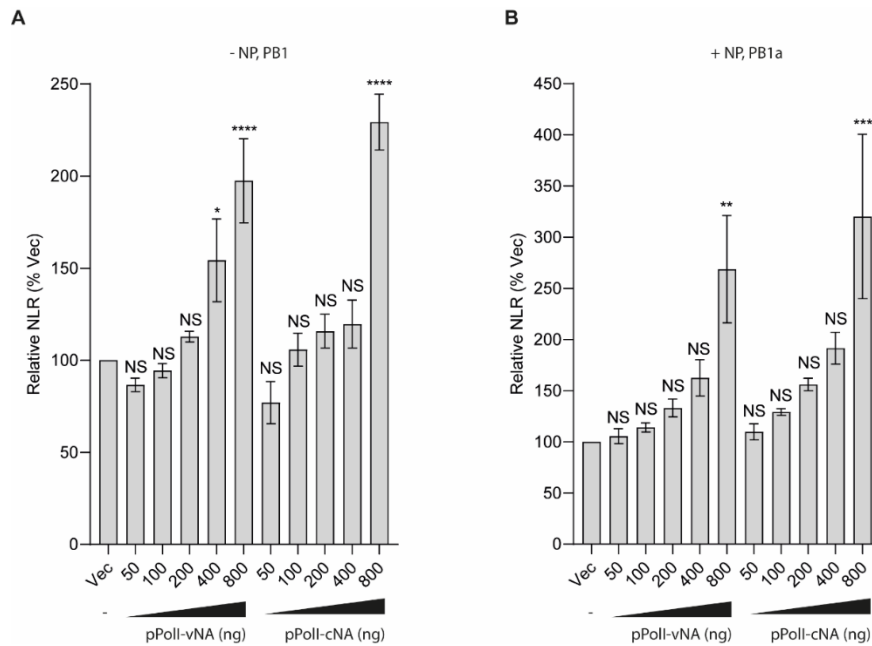 A
- NP, PB1
Relative NLR (% Vec)
250
200
150
100
50
0
NS
NS
NS
*
****
NS
NS
NS
NS
****
Vec
50
100
200
400
800
50
100
200
400
800
-
pPolI-vNA (ng)
pPolI-cNA (ng)
B
+ NP, PB1a
Relative NLR (% Vec)
450
400
350
300
250
200
150
100
50
0
NS
NS
NS
NS
**
NS
NS
NS
NS
***
Vec
50
100
200
400
800
50
100
200
400
800
-
pPolI-vNA (ng)
pPolI-cNA (ng)